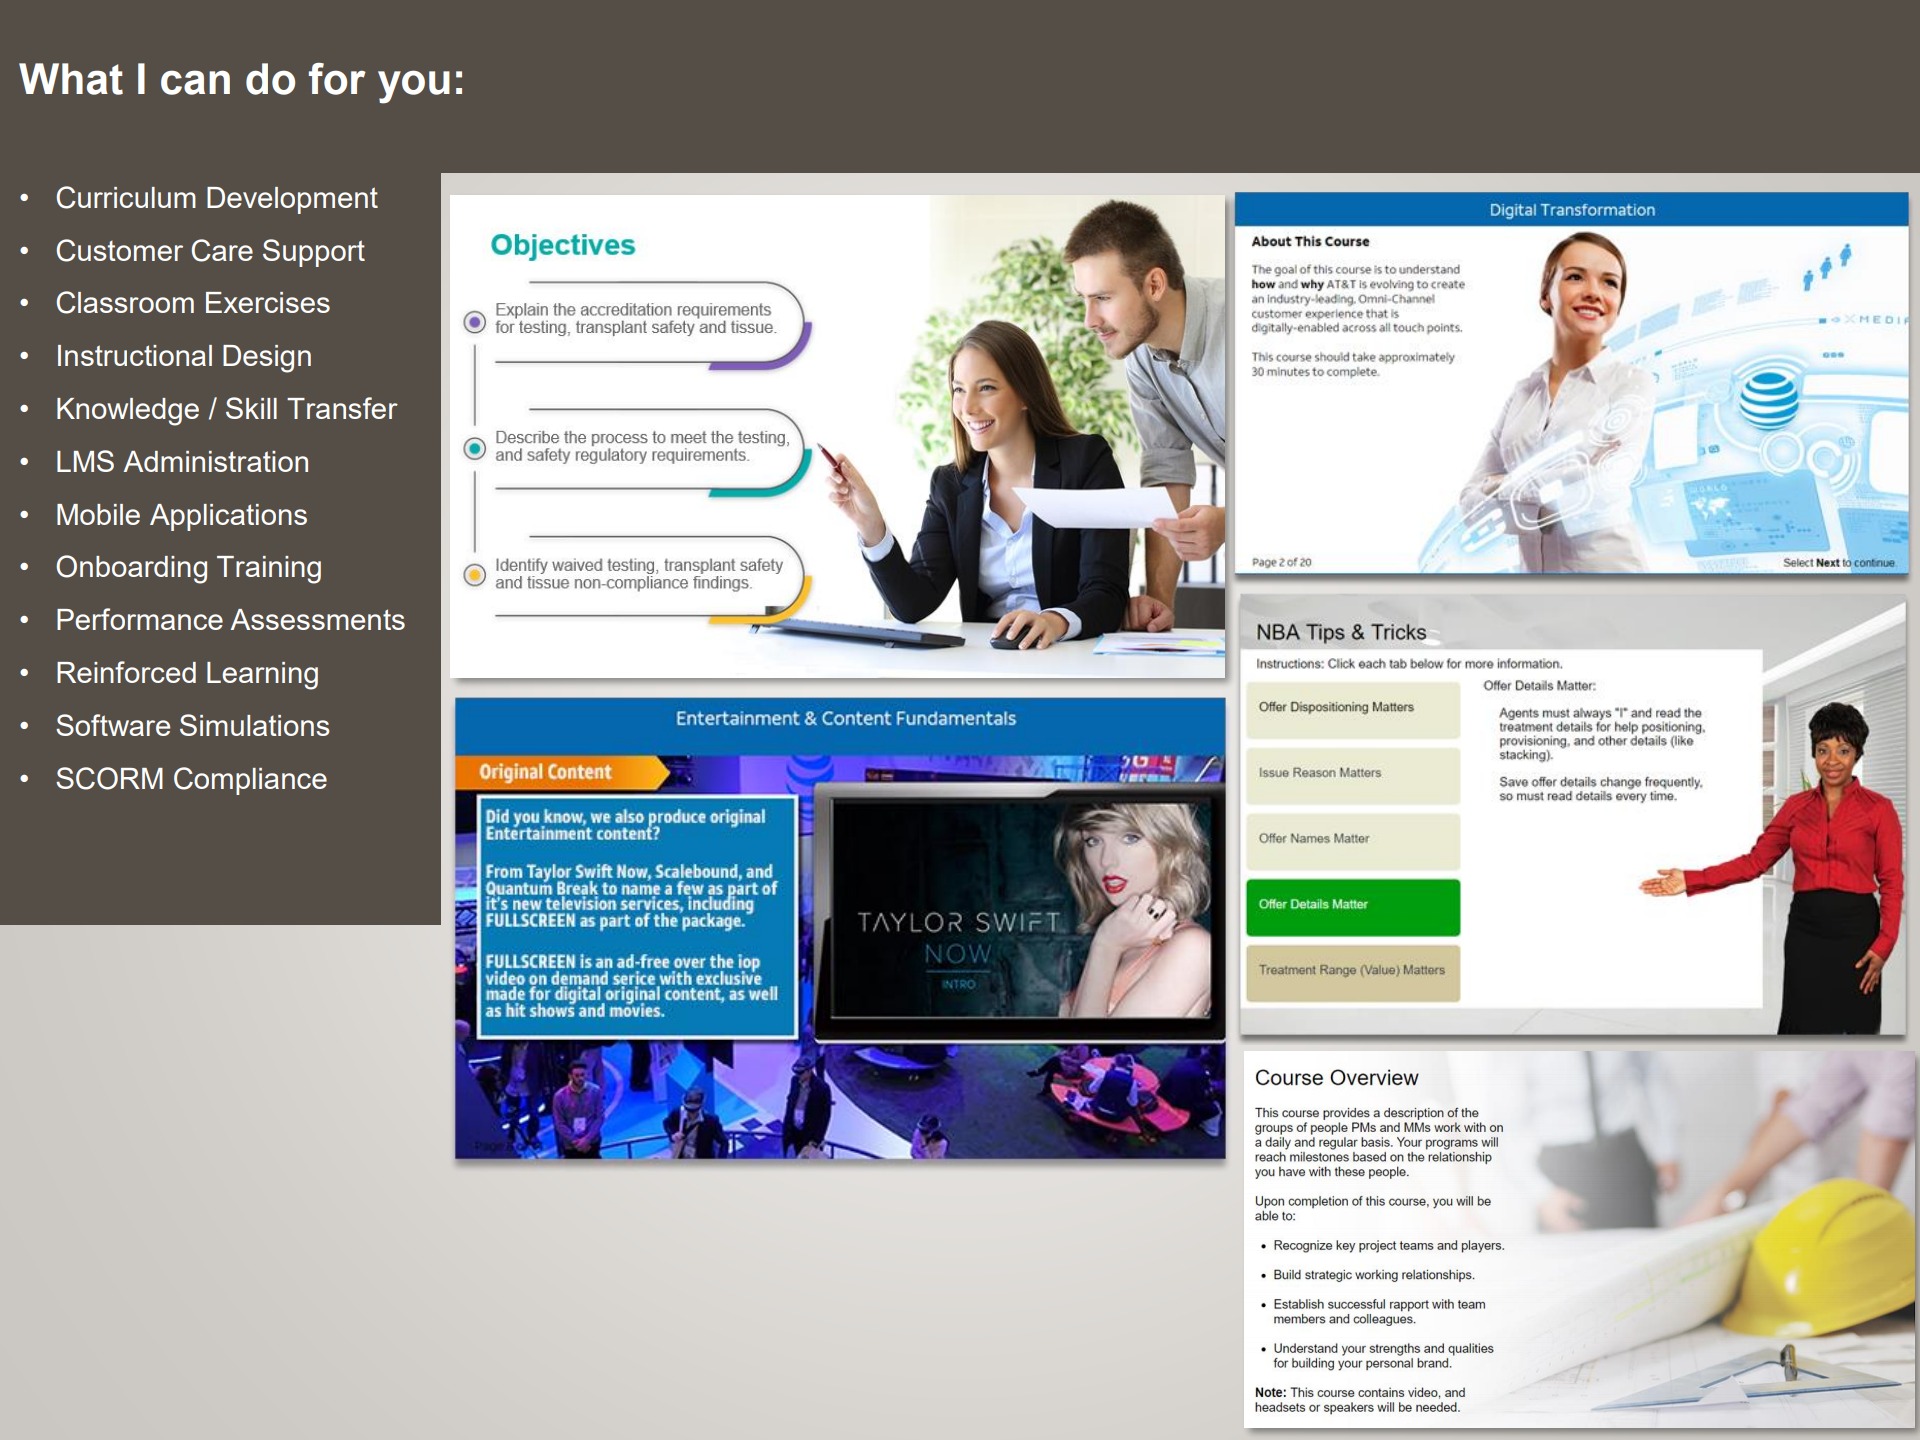 What I can do for you:
• Curriculum Development
• Customer Care Support
• Classroom Exercises
• Instructional Design
• Knowledge / Skill Transfer
• LMS Administration
• Mobile Applications
• Onboarding Training
• Performance Assessments
• Reinforced Learning
• Software Simulations
• SCORM Compliance
Objectives
Explain the accreditation requirements
for testing, transplant safety and tissue.
Describe the process to meet the testing,
and safety regulatory requirements.
Identify waived testing, transplant safety
and tissue non-compliance findings.
Digital Transformation
About This Course
The goal of this course is to understand
how and why AT&T is evolving to create
an industry-leading, Omni-Channel
customer experience that is
digitally-enabled across all touch points.
This course should take approximately
30 minutes to complete.
WORLD
Page 2 of 20
Select Next to continue.
Entertainment & Content Fundamentals
Original Content
Did you know, we also produce original
Entertainment content?
From Taylor Swift Now, Scalebound, and
Quantum Break to name a few as part of
it's new television services, including
FULLSCREEN as part of the package.
FULLSCREEN is an ad-free over the iop
video on demand serice with exclusive
made for digital original content, as well
as hit shows and movies.
TAYLOR SWIFT
NOW
INTRO
NBA Tips & Tricks
Instructions: Click each tab below for more information.
Offer Dispositioning Matters
Issue Reason Matters
Offer Names Matter
Offer Details Matter
Treatment Range (Value) Matters
Offer Details Matter:
Agents must always "I" and read the
treatment details for help positioning,
provisioning, and other details (like
stacking).
Save offer details change frequently,
so must read details every time.
Course Overview
This course provides a description of the
groups of people PMs and MMs work with on
a daily and regular basis. Your programs will
reach milestones based on the relationship
you have with these people.
Upon completion of this course, you will be
able to:
• Recognize key project teams and players.
• Build strategic working relationships.
• Establish successful rapport with team
members and colleagues.
• Understand your strengths and qualities
for building your personal brand.
Note: This course contains video, and
headsets or speakers will be needed.